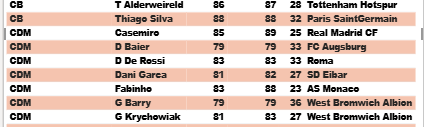 CB T Alderweireld 86 87 28 Tottenham Hotspur
CB Thiago Silva 88 88 32 Paris SaintGermain
CDM Casemiro 85 89 25 Real Madrid CF
CDM D Baier 79 79 33 FC Augsburg
CDM D De Rossi 83 83 33 Roma
CDM Dani Garca 81 82 27 SD Eibar
CDM Fabinho 83 88 23 AS Monaco
CDM G Barry 79 79 36 West Bromwich Albion
CDM G Krychowiak 81 83 27 West Bromwich Albion